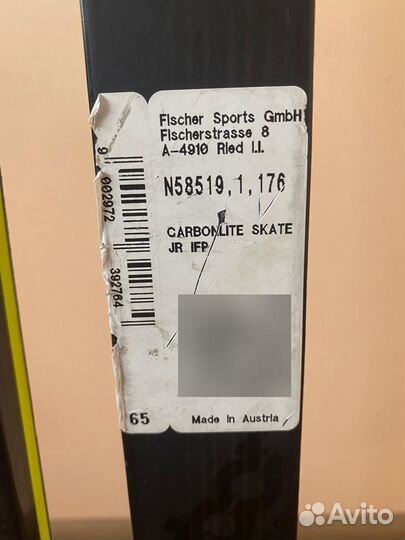 Fischer Sports GmbH
Fischerstrasse 8
A-4910 Ried I.I.
N58519,1,176
CARBONLITE SKATE
JR IFP
9 002972 392764
65
Made in Austria
Avito